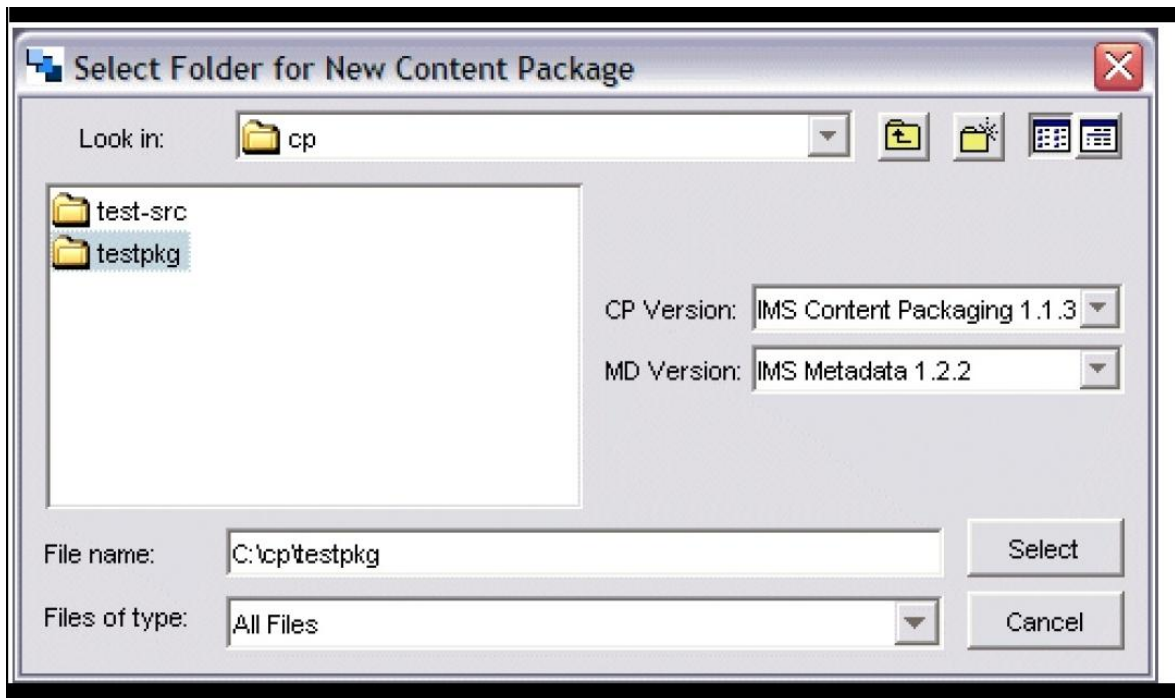 Select Folder for New Content Package
Look in: cp
test-src
testpkg
CP Version: IMS Content Packaging 1.1.3
MD Version: IMS Metadata 1.2.2
File name: C:\cp\testpkg Select
Files of type: All Files Cancel